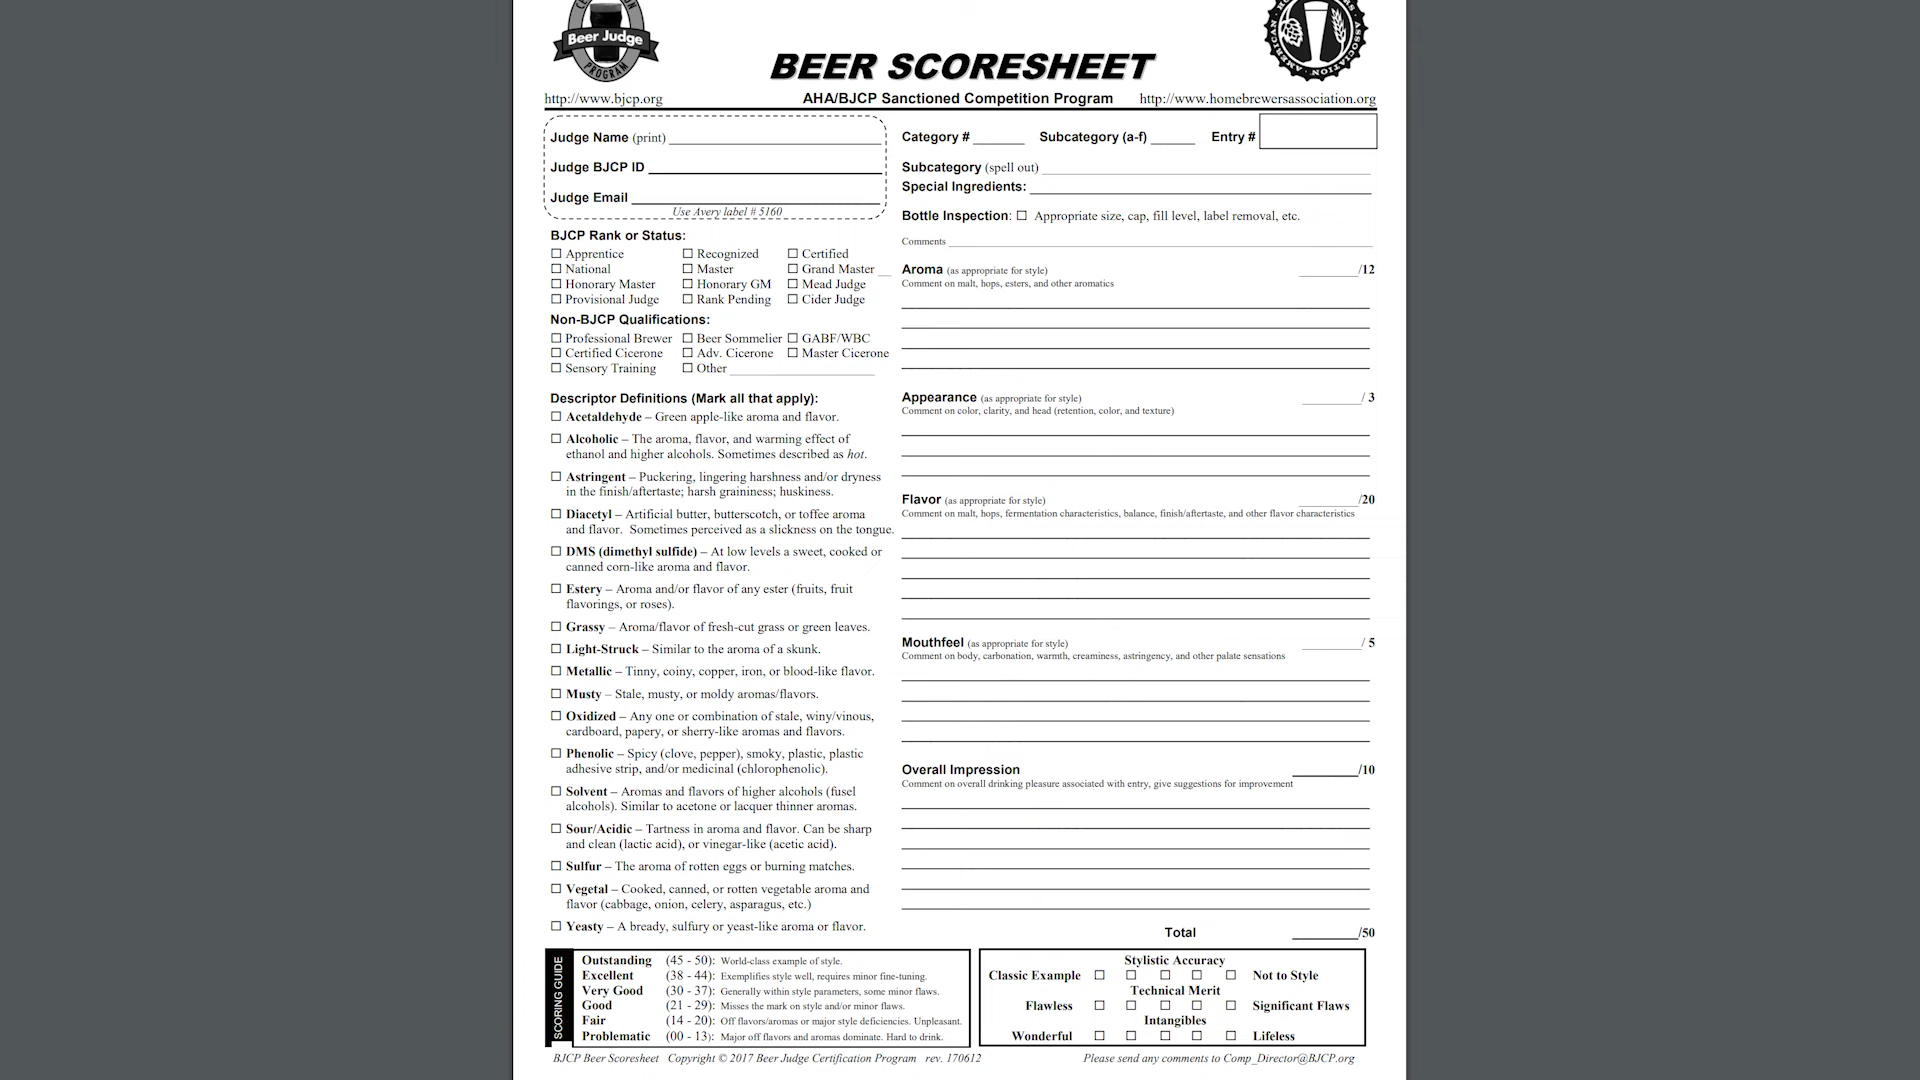 CERTIFICATION
Beer Judge
PROGRAM
ASSOCIATION
BEER SCORESHEET
http://www.bjcp.org AHA/BJCP Sanctioned Competition Program http://www.homebrewersassociation.org
Judge Name (print)
Judge BJCP ID
Judge Email
Use Avery label # 5160
BJCP Rank or Status:
☐ Apprentice ☐ Recognized ☐ Certified
☐ National ☐ Master ☐ Grand Master __
☐ Honorary Master ☐ Honorary GM ☐ Mead Judge
☐ Provisional Judge ☐ Rank Pending ☐ Cider Judge
Non-BJCP Qualifications:
☐ Professional Brewer ☐ Beer Sommelier ☐ GABF/WBC
☐ Certified Cicerone ☐ Adv. Cicerone ☐ Master Cicerone
☐ Sensory Training ☐ Other
Descriptor Definitions (Mark all that apply):
☐ Acetaldehyde – Green apple-like aroma and flavor.
☐ Alcoholic – The aroma, flavor, and warming effect of
ethanol and higher alcohols. Sometimes described as hot.
☐ Astringent – Puckering, lingering harshness and/or dryness
in the finish/aftertaste; harsh graininess; huskiness.
☐ Diacetyl – Artificial butter, butterscotch, or toffee aroma
and flavor. Sometimes perceived as a slickness on the tongue.
☐ DMS (dimethyl sulfide) – At low levels a sweet, cooked or
canned corn-like aroma and flavor.
☐ Estery – Aroma and/or flavor of any ester (fruits, fruit
flavorings, or roses).
☐ Grassy – Aroma/flavor of fresh-cut grass or green leaves.
☐ Light-Struck – Similar to the aroma of a skunk.
☐ Metallic – Tinny, coiny, copper, iron, or blood-like flavor.
☐ Musty – Stale, musty, or moldy aromas/flavors.
☐ Oxidized – Any one or combination of stale, winy/vinous,
cardboard, papery, or sherry-like aromas and flavors.
☐ Phenolic – Spicy (clove, pepper), smoky, plastic, plastic
adhesive strip, and/or medicinal (chlorophenolic).
☐ Solvent – Aromas and flavors of higher alcohols (fusel
alcohols). Similar to acetone or lacquer thinner aromas.
☐ Sour/Acidic – Tartness in aroma and flavor. Can be sharp
and clean (lactic acid), or vinegar-like (acetic acid).
☐ Sulfur – The aroma of rotten eggs or burning matches.
☐ Vegetal – Cooked, canned, or rotten vegetable aroma and
flavor (cabbage, onion, celery, asparagus, etc.)
☐ Yeasty – A bready, sulfury or yeast-like aroma or flavor.
Category # Subcategory (a-f) Entry #
Subcategory (spell out)
Special Ingredients:
Bottle Inspection: ☐ Appropriate size, cap, fill level, label removal, etc.
Comments
Aroma (as appropriate for style) /12
Comment on malt, hops, esters, and other aromatics
Appearance (as appropriate for style) / 3
Comment on color, clarity, and head (retention, color, and texture)
Flavor (as appropriate for style) /20
Comment on malt, hops, fermentation characteristics, balance, finish/aftertaste, and other flavor characteristics
Mouthfeel (as appropriate for style) / 5
Comment on body, carbonation, warmth, creaminess, astringency, and other palate sensations
Overall Impression /10
Comment on overall drinking pleasure associated with entry, give suggestions for improvement
Total /50
SCORING GUIDE
Outstanding (45 - 50): World-class example of style.
Excellent (38 - 44): Exemplifies style well, requires minor fine-tuning.
Very Good (30 - 37): Generally within style parameters, some minor flaws.
Good (21 - 29): Misses the mark on style and/or minor flaws.
Fair (14 - 20): Off flavors/aromas or major style deficiencies. Unpleasant.
Problematic (00 - 13): Major off flavors and aromas dominate. Hard to drink.
Stylistic Accuracy
Classic Example ☐ ☐ ☐ ☐ ☐ Not to Style
Technical Merit
Flawless ☐ ☐ ☐ ☐ ☐ Significant Flaws
Intangibles
Wonderful ☐ ☐ ☐ ☐ ☐ Lifeless
BJCP Beer Scoresheet Copyright © 2017 Beer Judge Certification Program rev. 170612
Please send any comments to Comp_Director@BJCP.org